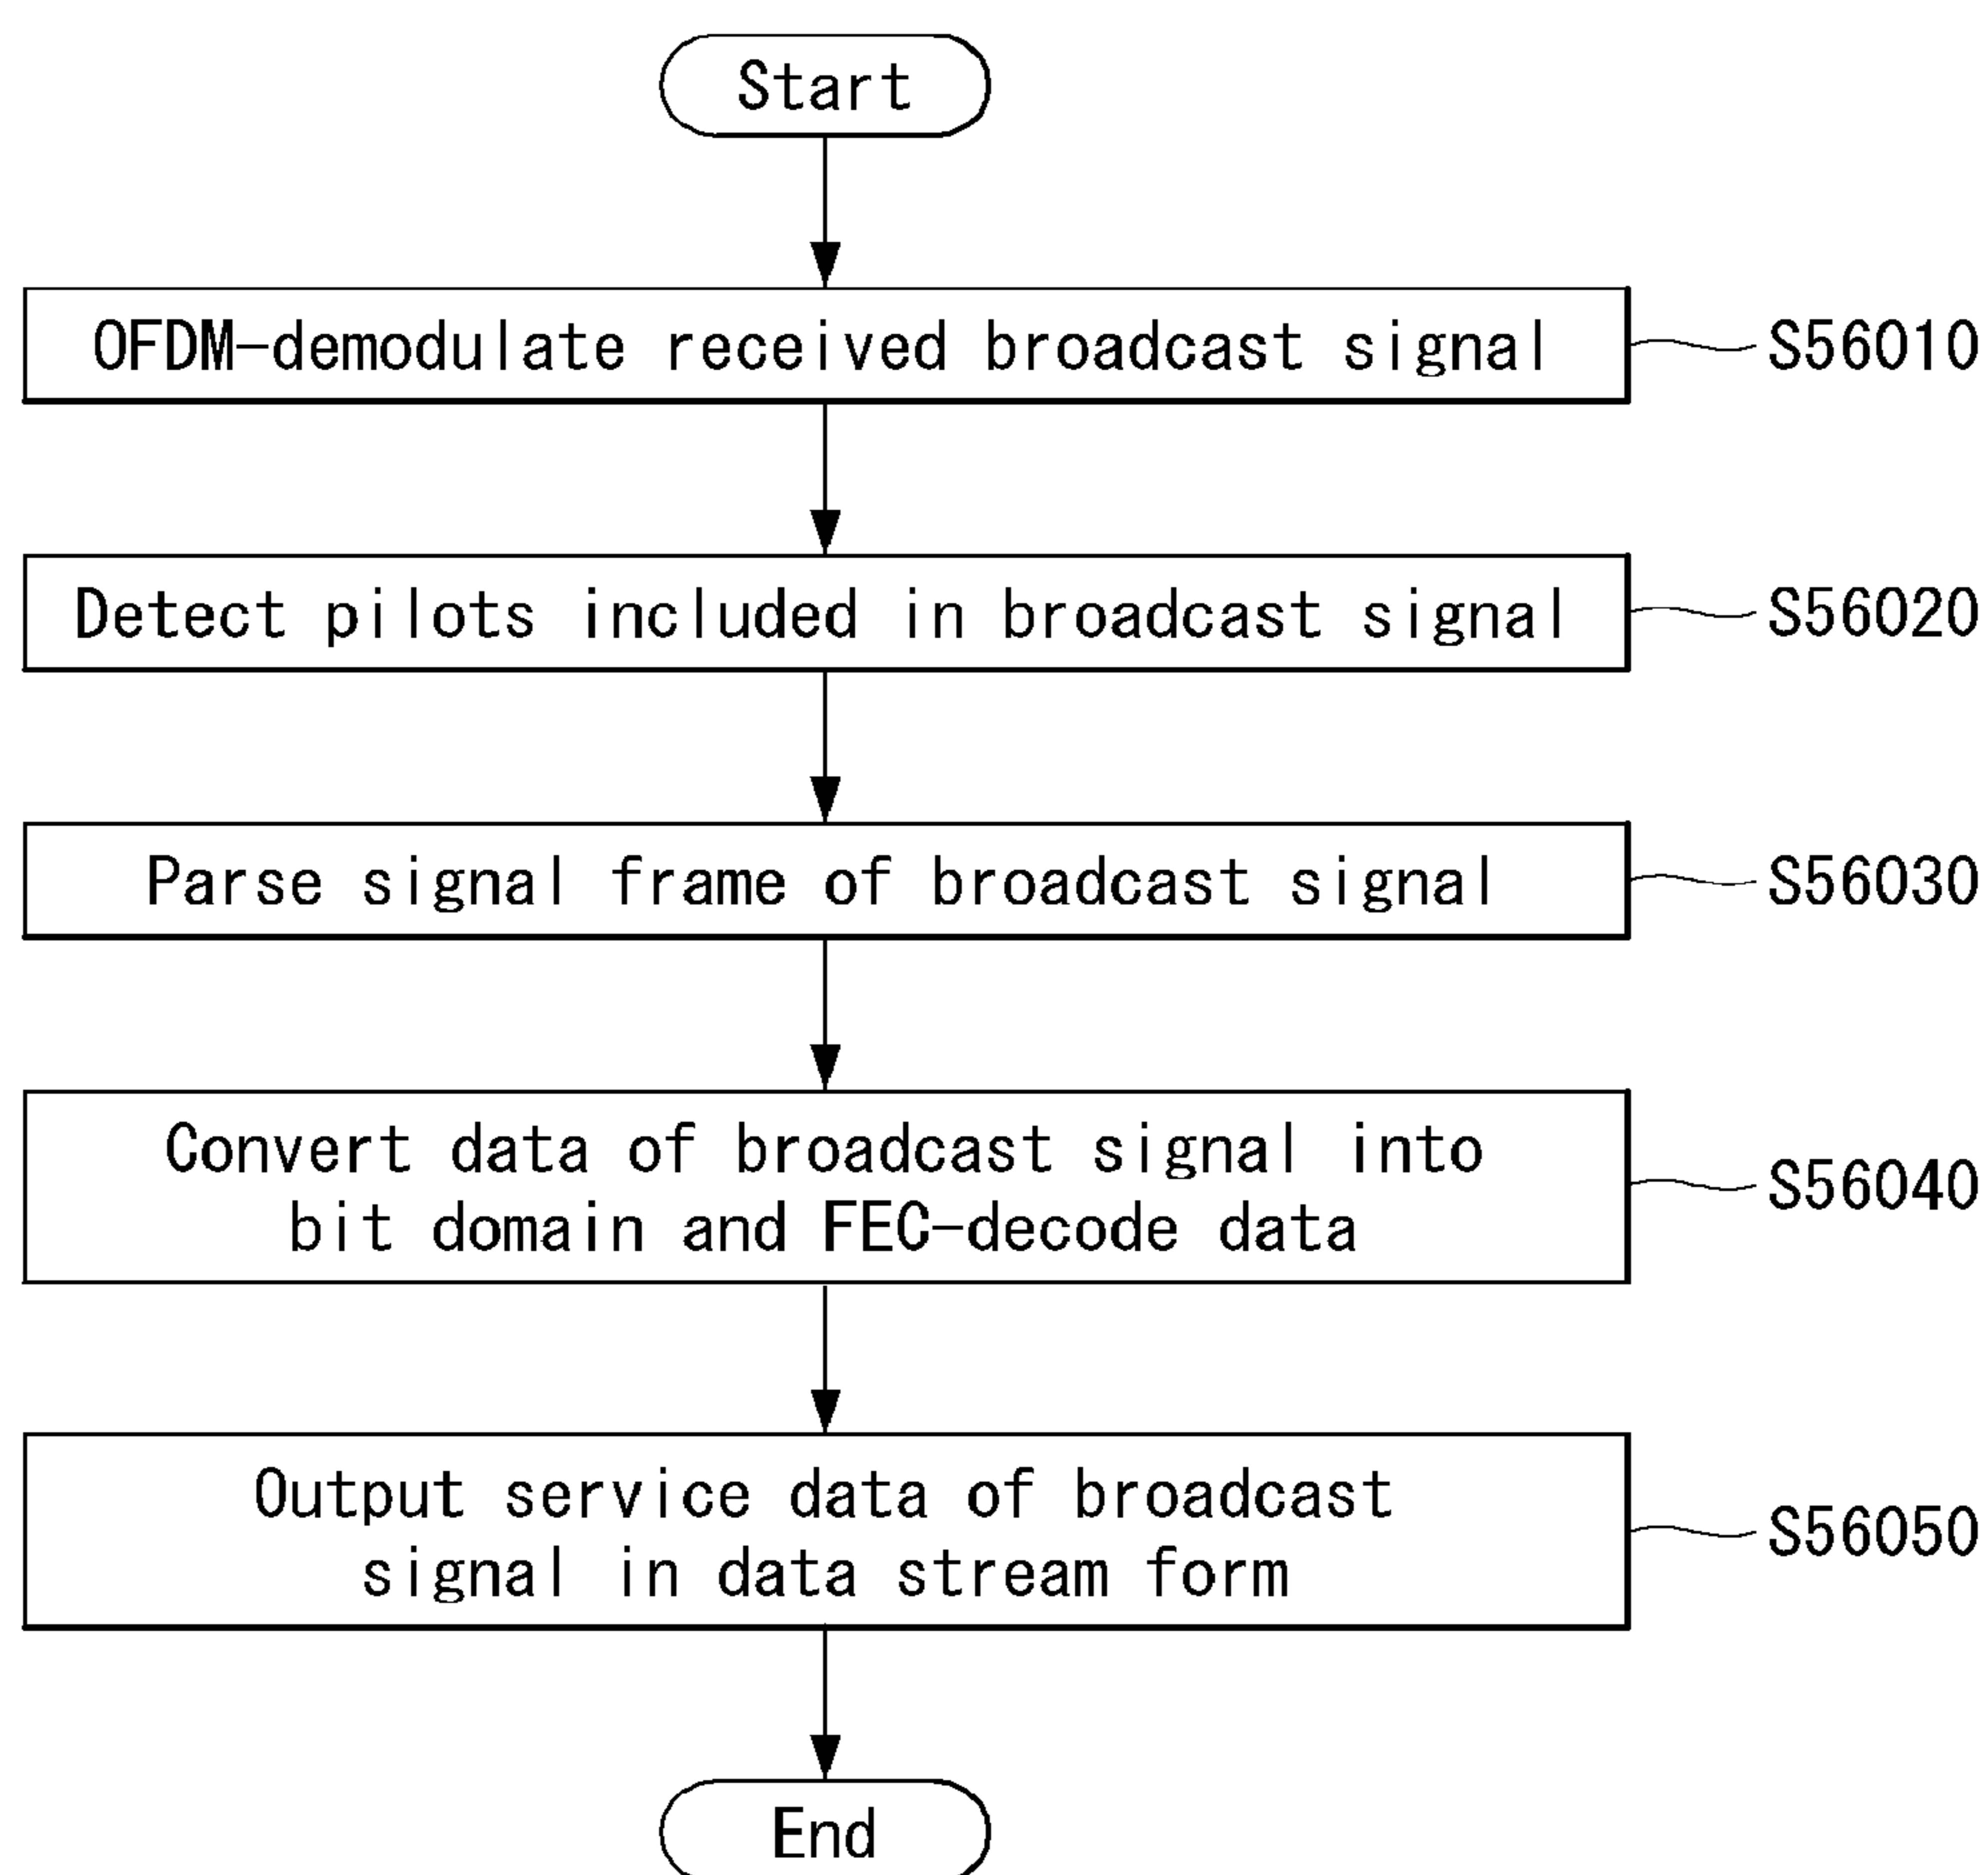 Start
OFDM-demodulate received broadcast signal
S56010
Detect pilots included in broadcast signal
S56020
Parse signal frame of broadcast signal
S56030
Convert data of broadcast signal into
bit domain and FEC-decode data
S56040
Output service data of broadcast
signal in data stream form
S56050
End